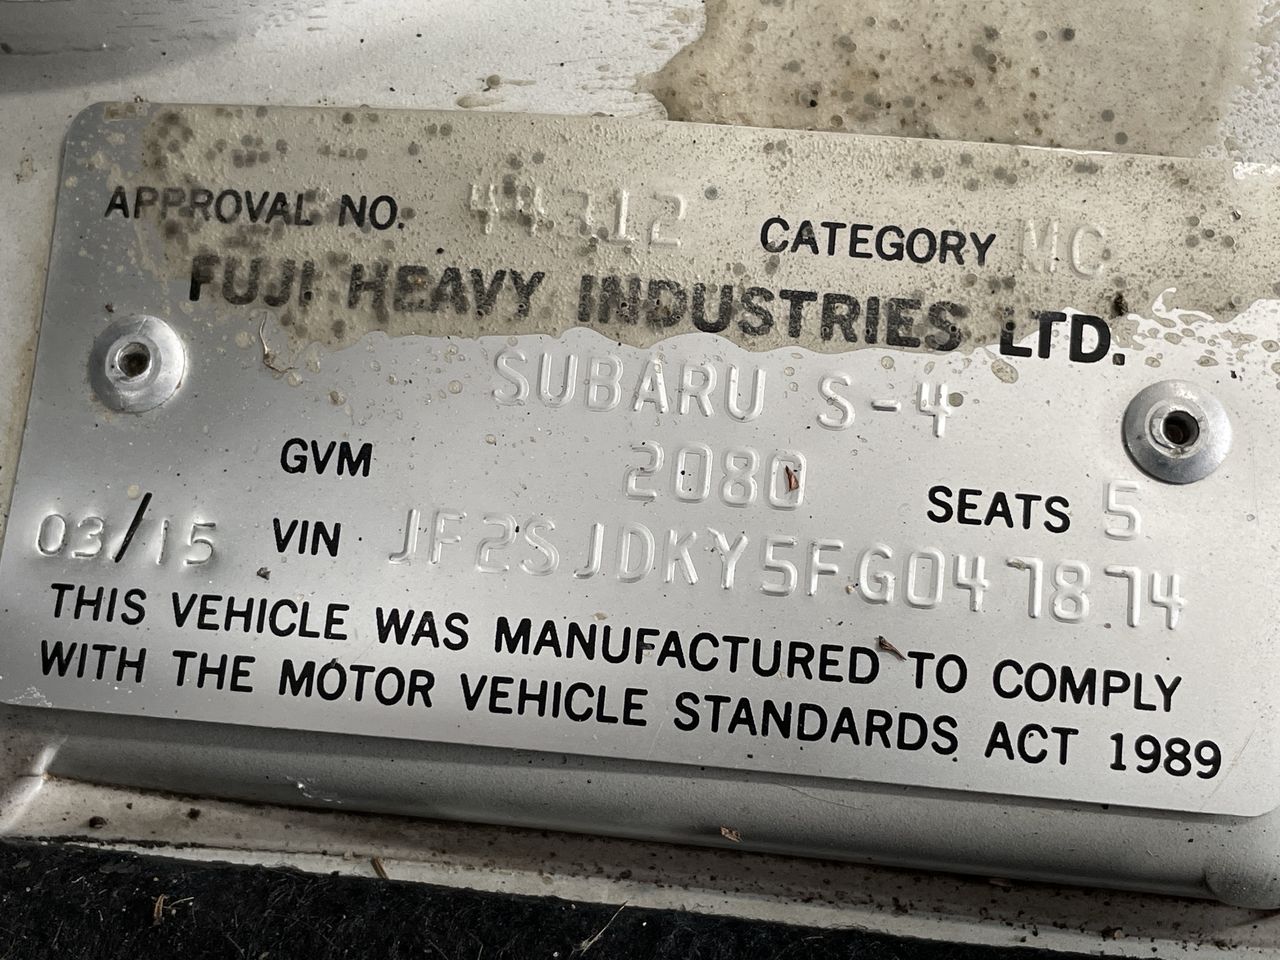 APPROVAL NO. 44712 CATEGORY MC
FUJI HEAVY INDUSTRIES LTD.
SUBARU S-4
GVM 2080 SEATS 5
03/15 VIN JF2SJDKY5FG047874
THIS VEHICLE WAS MANUFACTURED TO COMPLY
WITH THE MOTOR VEHICLE STANDARDS ACT 1989